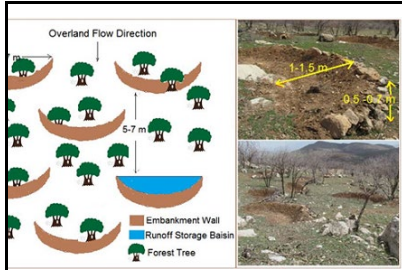 Overland Flow Direction
m
5-7 m
Embankment Wall
Runoff Storage Baisin
Forest Tree
1-1.5 m
0.5 -0.7 m